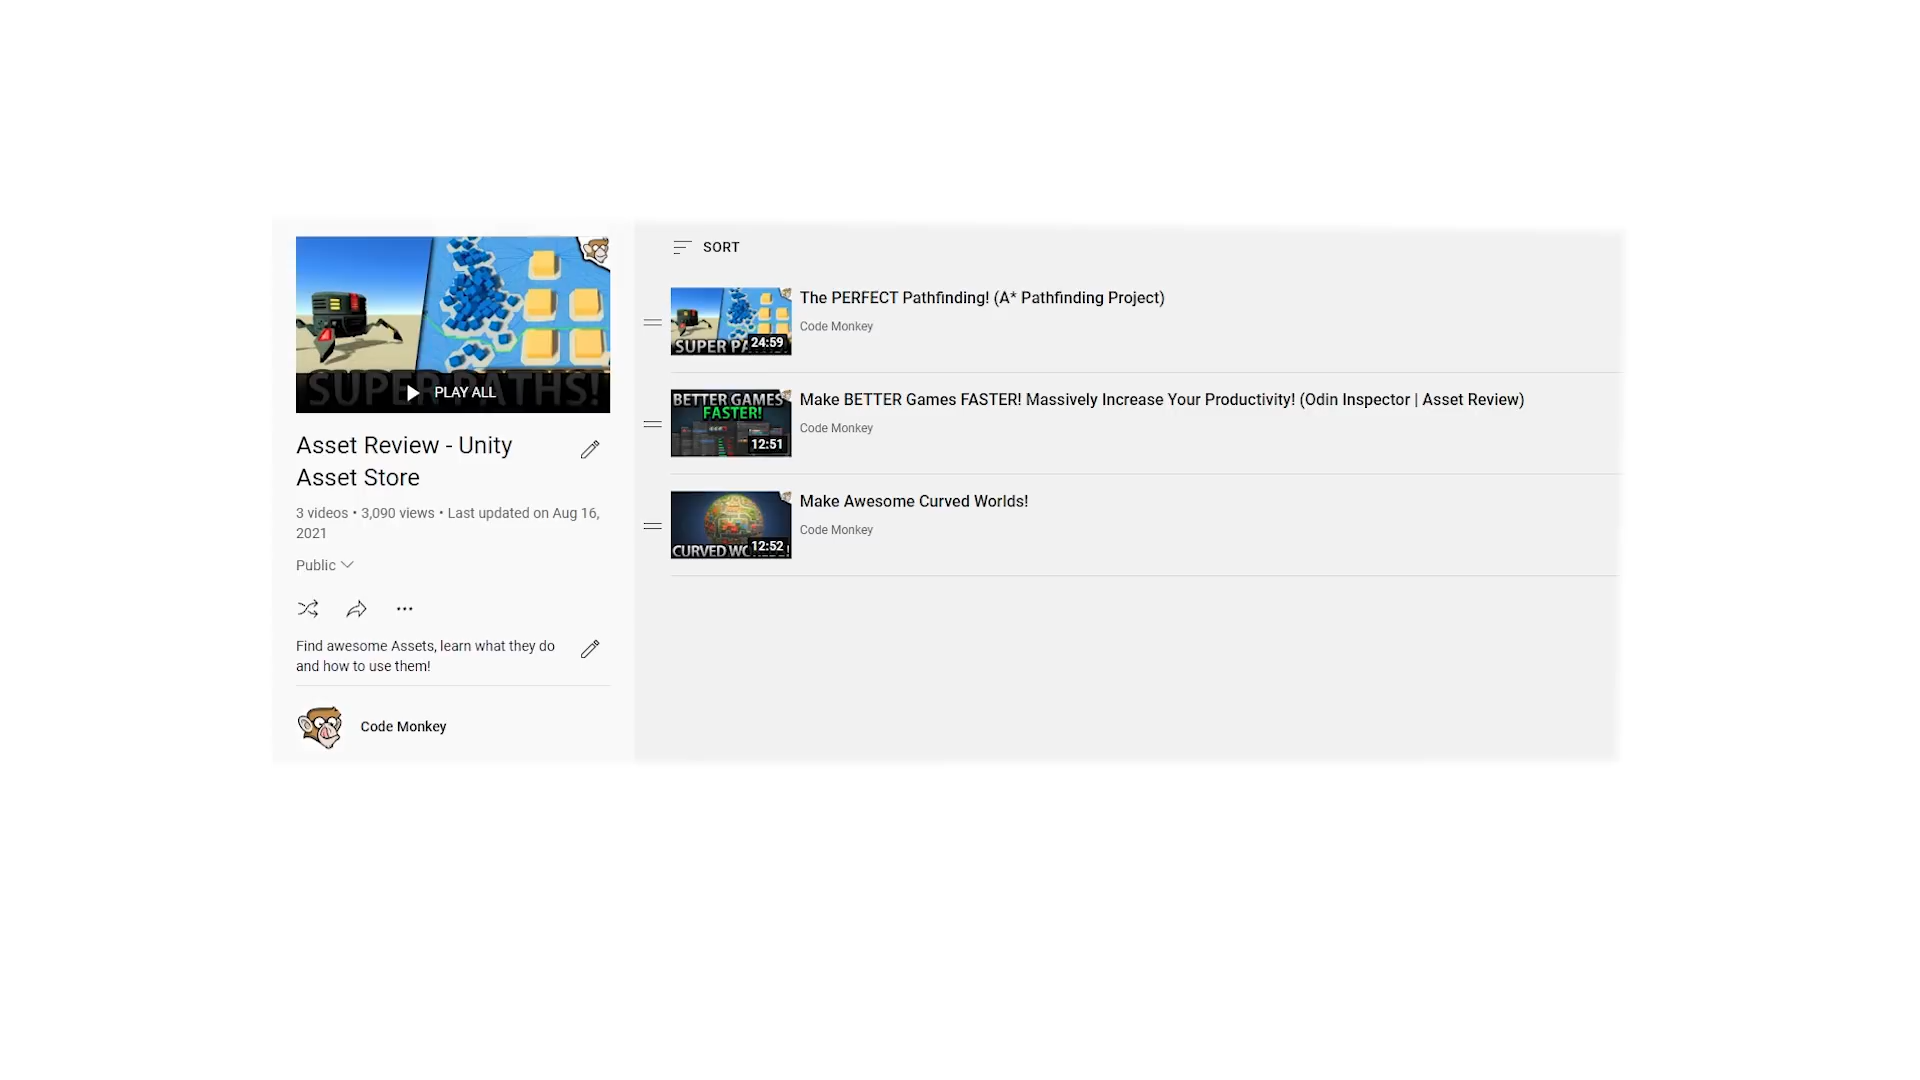 SUPER PATHS!
PLAY ALL
Asset Review - Unity
Asset Store
3 videos • 3,090 views • Last updated on Aug 16,
2021
Public
Find awesome Assets, learn what they do
and how to use them!
Code Monkey
SORT
SUPER PA
24:59
The PERFECT Pathfinding! (A* Pathfinding Project)
Code Monkey
BETTER GAMES
FASTER!
12:51
Make BETTER Games FASTER! Massively Increase Your Productivity! (Odin Inspector | Asset Review)
Code Monkey
CURVED WO
12:52
Make Awesome Curved Worlds!
Code Monkey